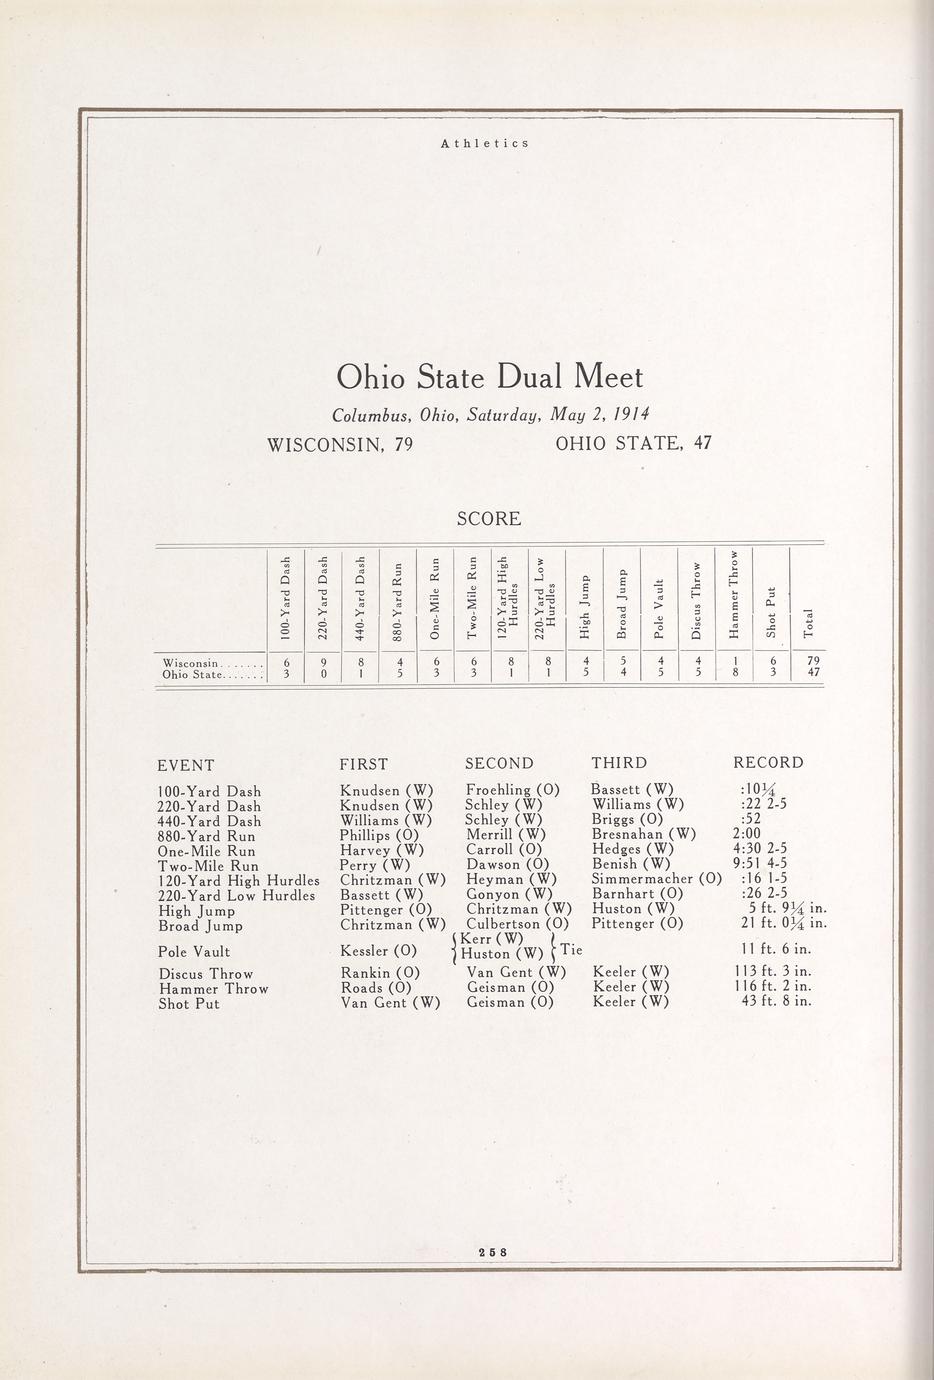 Athletics
Ohio State Dual Meet
Columbus, Ohio, Saturday, May 2, 1914
WISCONSIN, 79 OHIO STATE, 47
SCORE
100-Yard Dash 220-Yard Dash 440-Yard Dash 880-Yard Run One-Mile Run Two-Mile Run 120-Yard High Hurdles 220-Yard Low Hurdles High Jump Broad Jump Pole Vault Discus Throw Hammer Throw Shot Put Total
Wisconsin....... 6 9 8 4 6 6 8 8 4 5 4 4 1 6 79
Ohio State....... 3 0 1 5 3 3 1 1 5 4 5 5 8 3 47
EVENT FIRST SECOND THIRD RECORD
100-Yard Dash Knudsen (W) Froehling (O) Bassett (W) :10¼
220-Yard Dash Knudsen (W) Schley (W) Williams (W) :22 2-5
440-Yard Dash Williams (W) Schley (W) Briggs (O) :52
880-Yard Run Phillips (O) Merrill (W) Bresnahan (W) 2:00
One-Mile Run Harvey (W) Carroll (O) Hedges (W) 4:30 2-5
Two-Mile Run Perry (W) Dawson (O) Benish (W) 9:51 4-5
120-Yard High Hurdles Chritzman (W) Heyman (W) Simmermacher (O) :16 1-5
220-Yard Low Hurdles Bassett (W) Gonyon (W) Barnhart (O) :26 2-5
High Jump Pittenger (O) Chritzman (W) Huston (W) 5 ft. 9¼ in.
Broad Jump Chritzman (W) Culbertson (O) Pittenger (O) 21 ft. 0¼ in.
Pole Vault Kessler (O) {Kerr (W) Huston (W)} Tie 11 ft. 6 in.
Discus Throw Rankin (O) Van Gent (W) Keeler (W) 113 ft. 3 in.
Hammer Throw Roads (O) Geisman (O) Keeler (W) 116 ft. 2 in.
Shot Put Van Gent (W) Geisman (O) Keeler (W) 43 ft. 8 in.
258